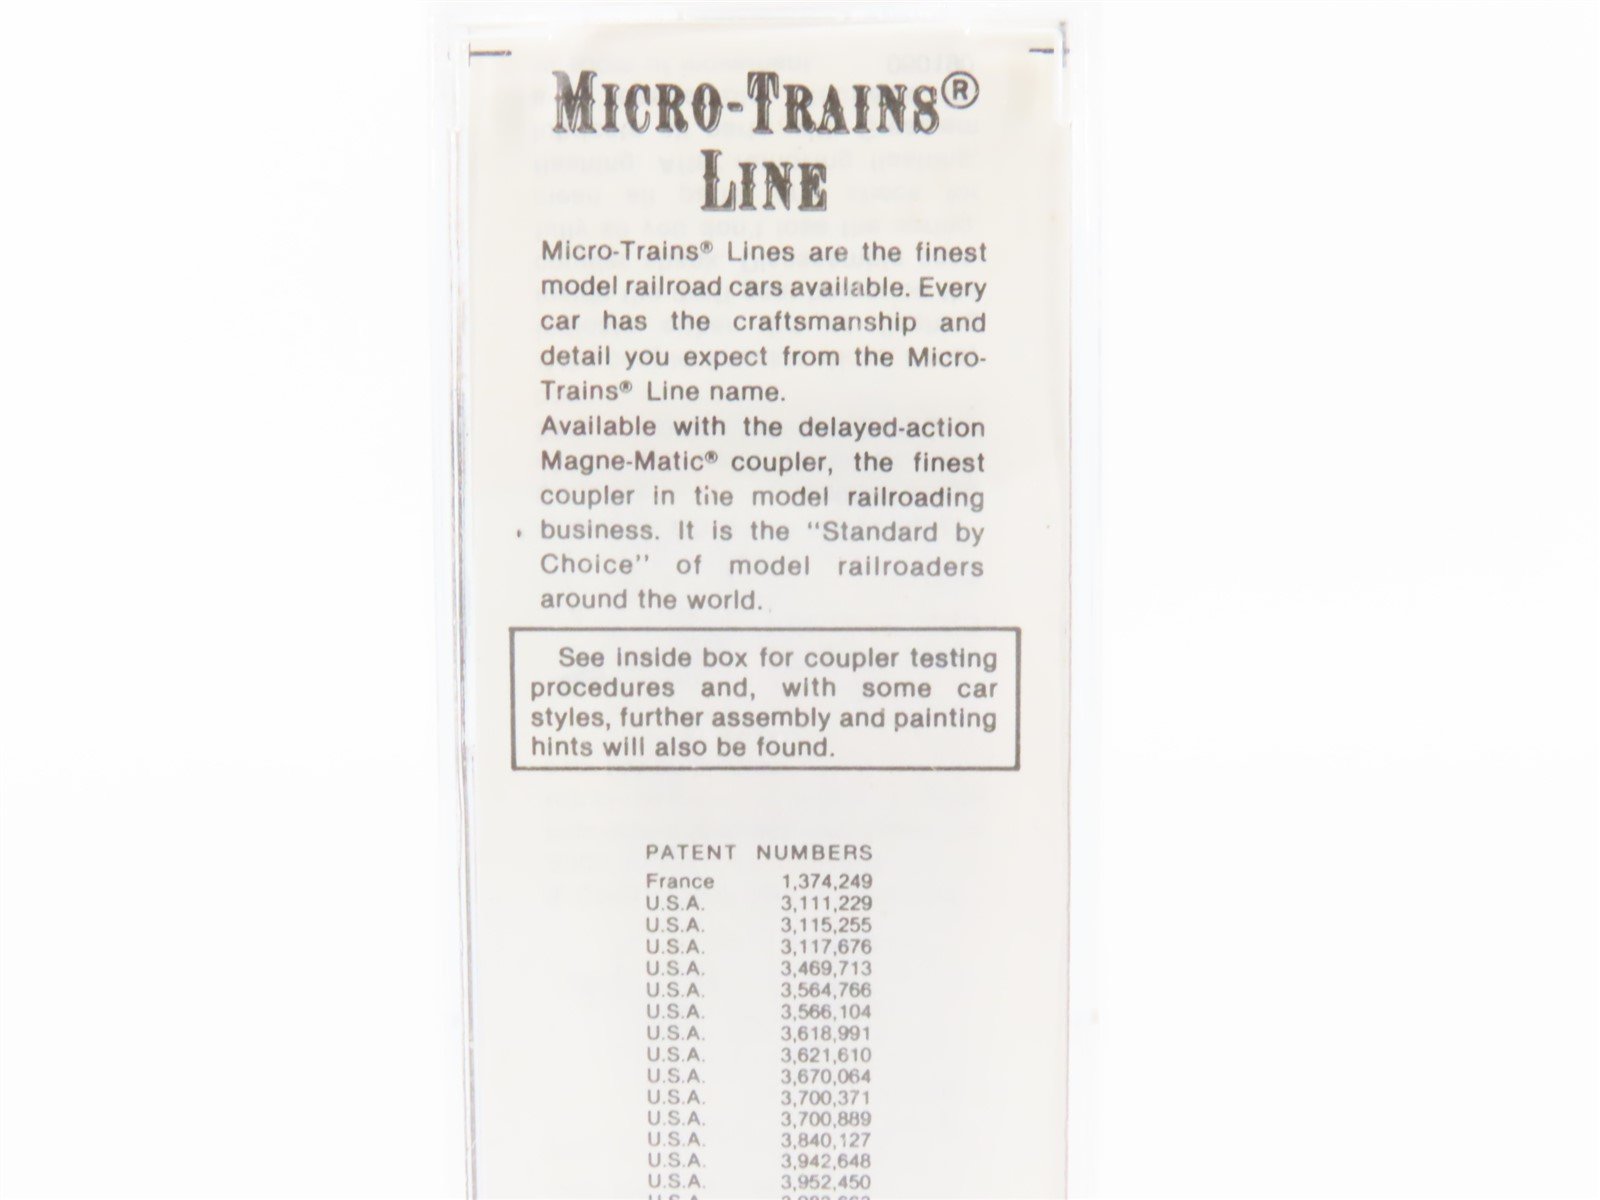 MICRO-TRAINS®
LINE
Micro-Trains® Lines are the finest
model railroad cars available. Every
car has the craftsmanship and
detail you expect from the Micro-
Trains® Line name.
Available with the delayed-action
Magne-Matic® coupler, the finest
coupler in the model railroading
business. It is the "Standard by
Choice" of model railroaders
around the world.
See inside box for coupler testing
procedures and, with some car
styles, further assembly and painting
hints will also be found.
PATENT NUMBERS
France 1,374,249
U.S.A. 3,111,229
U.S.A. 3,115,255
U.S.A. 3,117,676
U.S.A. 3,469,713
U.S.A. 3,564,766
U.S.A. 3,566,104
U.S.A. 3,618,991
U.S.A. 3,621,610
U.S.A. 3,670,064
U.S.A. 3,700,371
U.S.A. 3,700,889
U.S.A. 3,840,127
U.S.A. 3,942,648
U.S.A. 3,952,450
U.S.A.